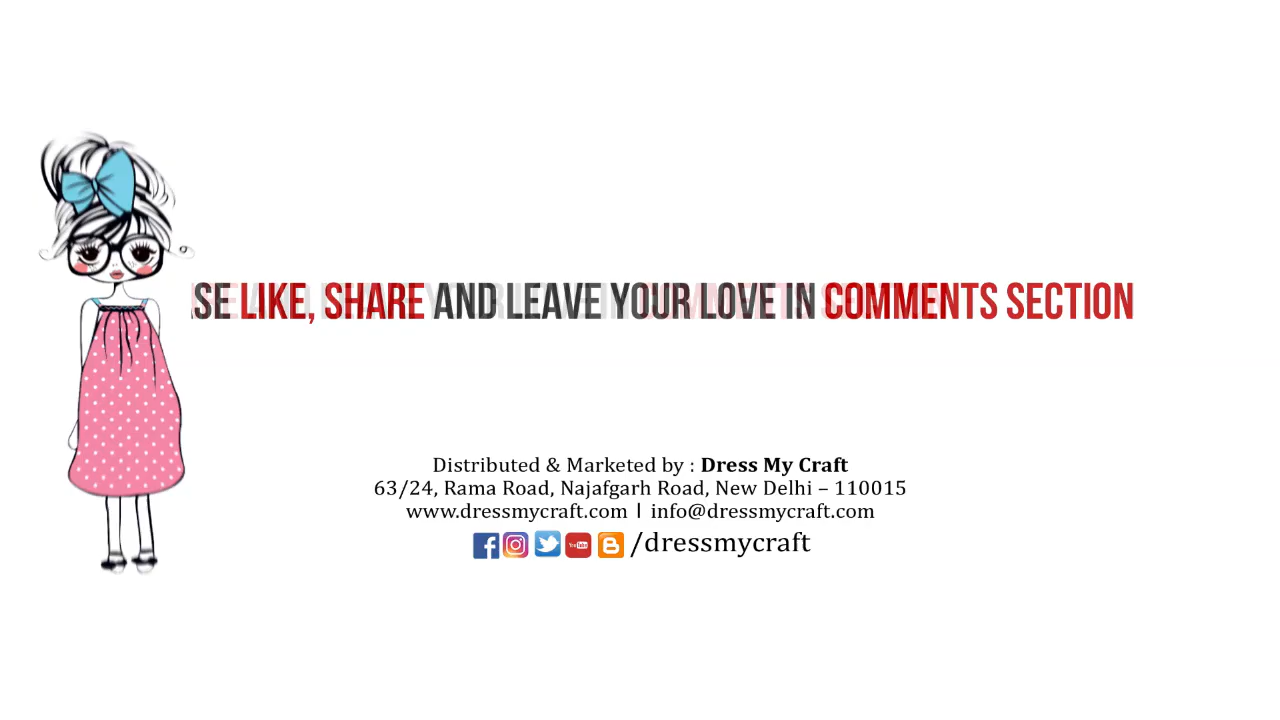 SE LIKE, SHARE AND LEAVE YOUR LOVE IN COMMENTS SECTION
Distributed & Marketed by : Dress My Craft
63/24, Rama Road, Najafgarh Road, New Delhi – 110015
www.dressmycraft.com | info@dressmycraft.com
/dressmycraft